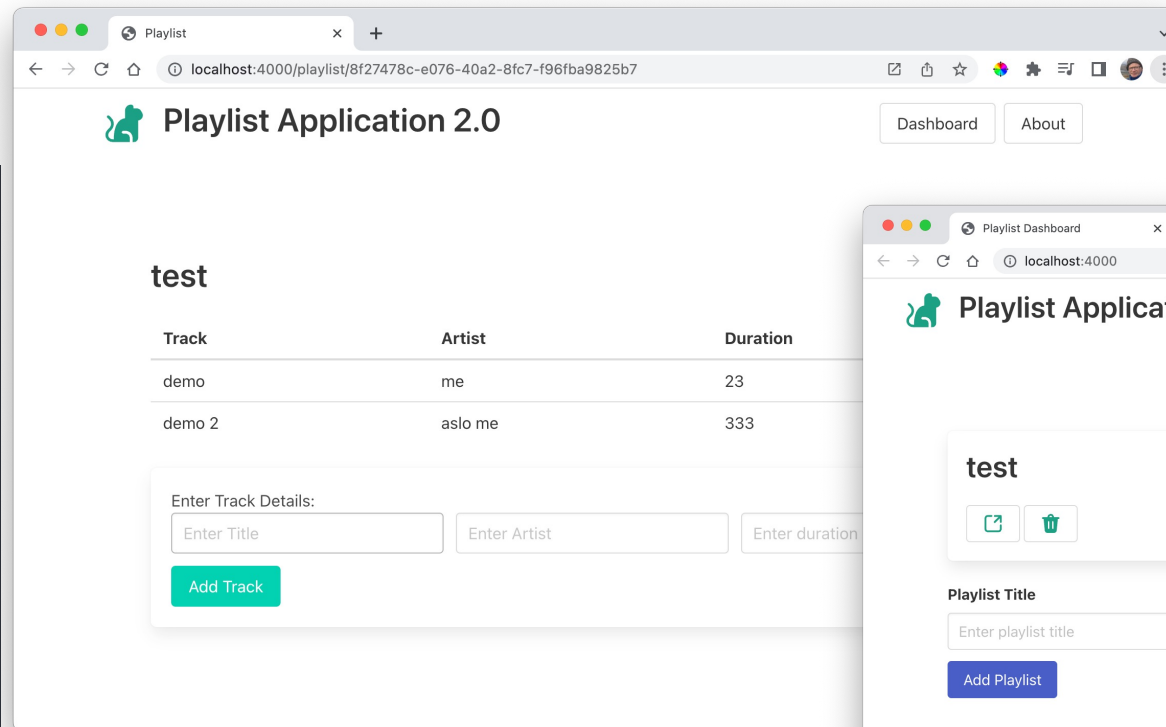 Playlist
localhost:4000/playlist/8f27478c-e076-40a2-8fc7-f96fba9825b7
Playlist Application 2.0
Dashboard
About
test
Track Artist Duration
demo me 23
demo 2 aslo me 333
Enter Track Details:
Enter Title Enter Artist Enter duration
Add Track
Playlist Dashboard
localhost:4000
Playlist Applicat
test
Playlist Title
Enter playlist title
Add Playlist